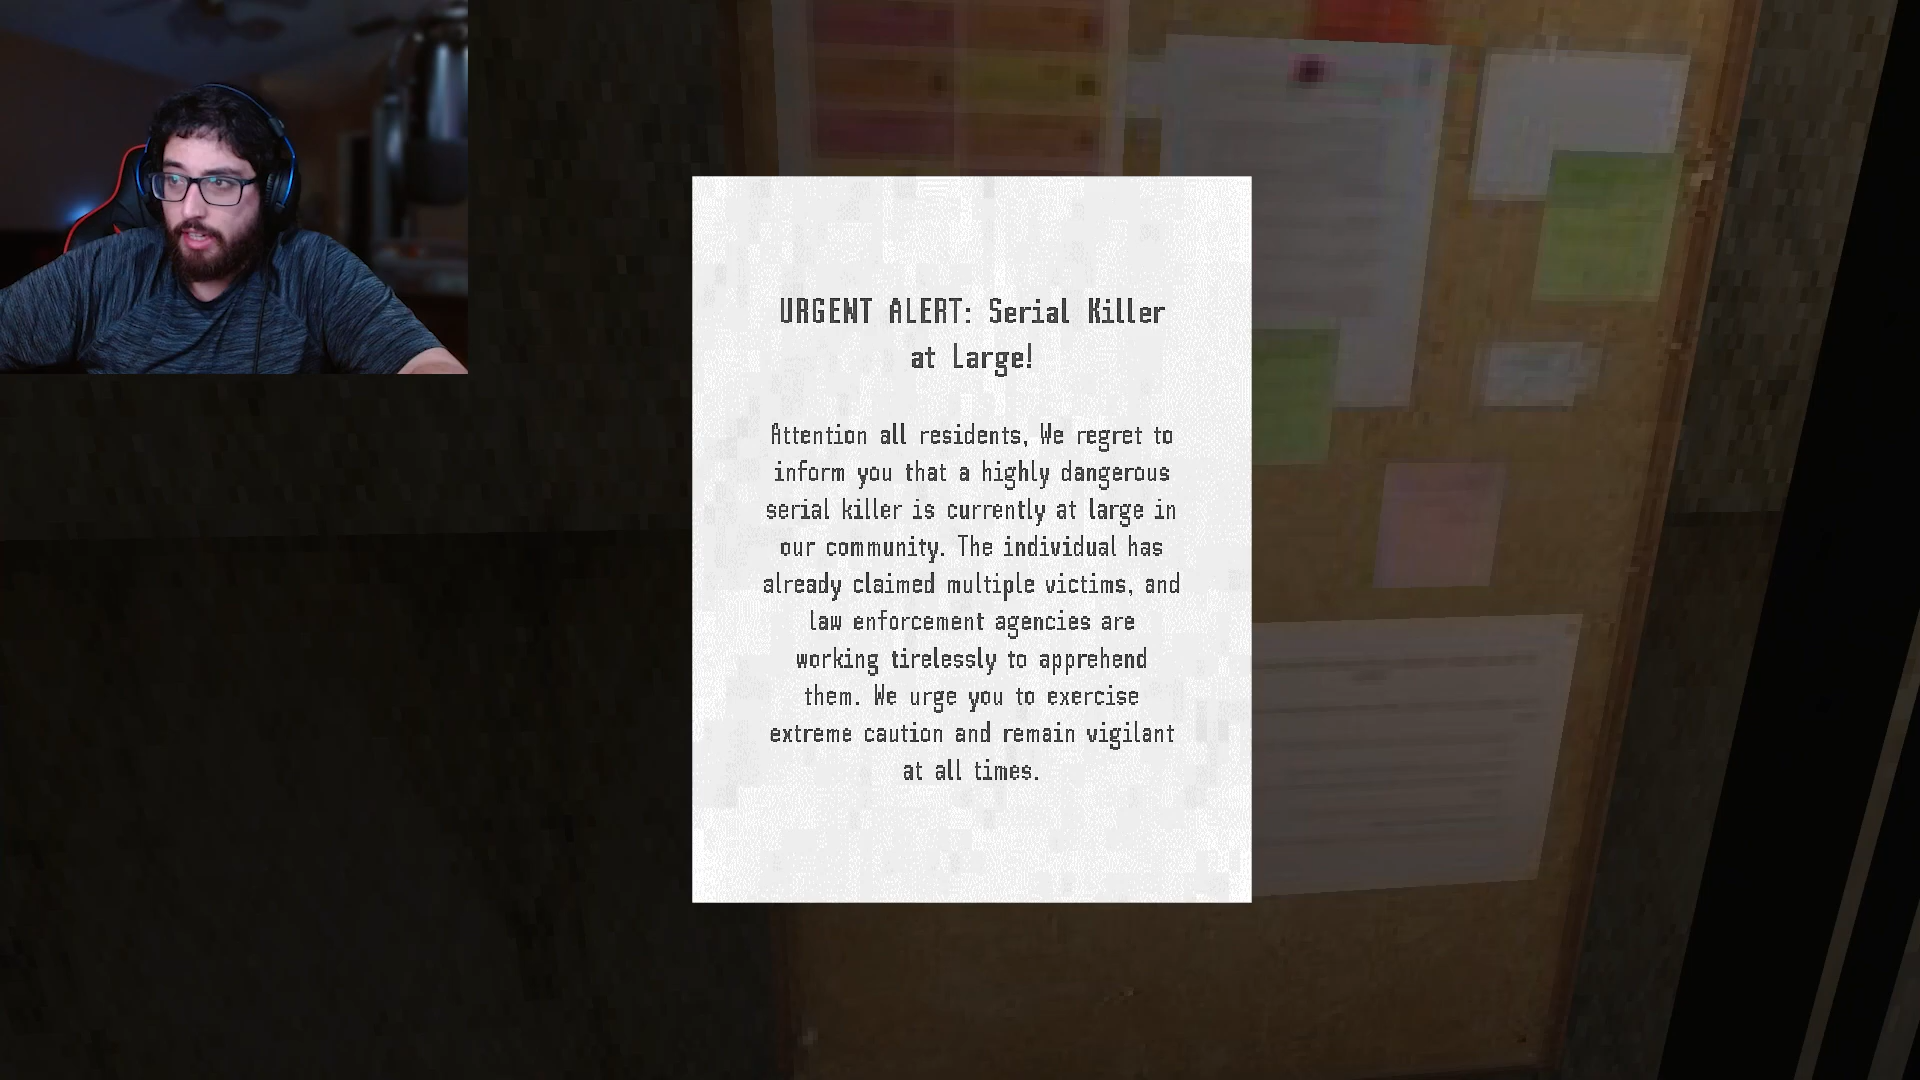 URGENT ALERT: Serial Killer
at Large!
Attention all residents, We regret to
inform you that a highly dangerous
serial killer is currently at large in
our community. The individual has
already claimed multiple victims, and
law enforcement agencies are
working tirelessly to apprehend
them. We urge you to exercise
extreme caution and remain vigilant
at all times.